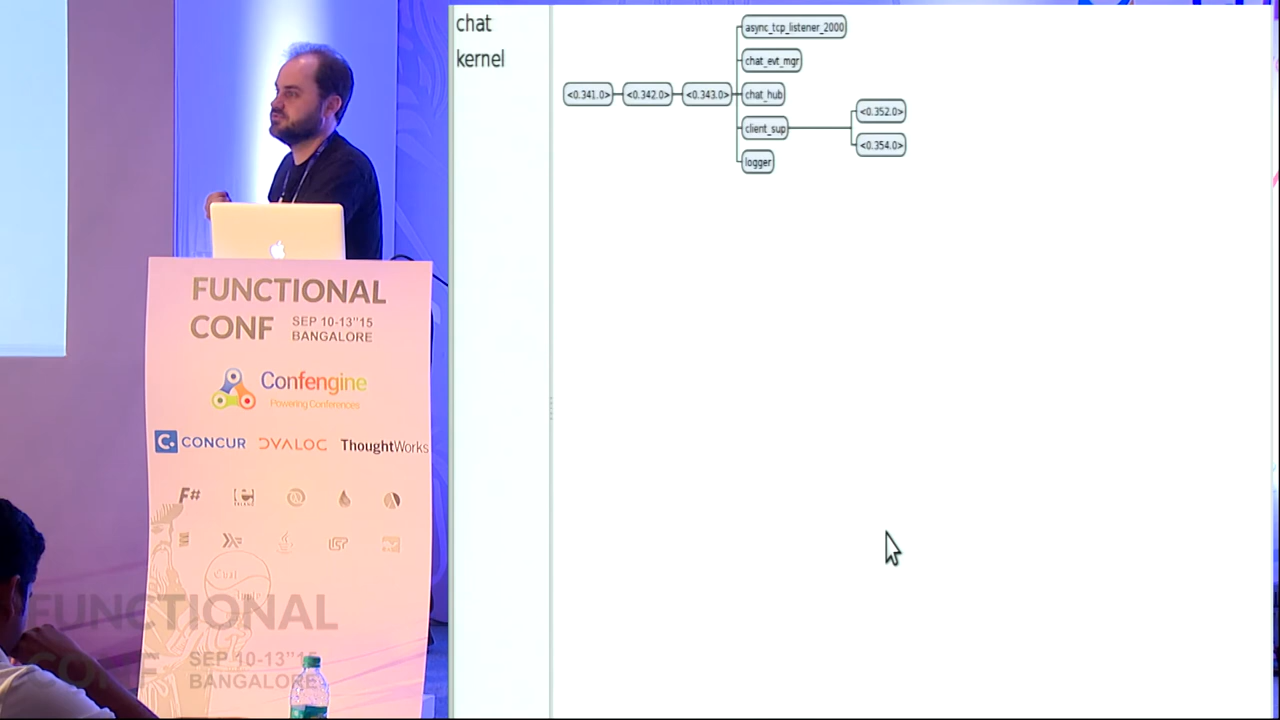 chat
kernel
async_tcp_listener_2000
chat_evt_mgr
<0.341.0>
<0.342.0>
<0.343.0>
chat_hub
client_sup
<0.352.0>
<0.354.0>
logger
FUNCTIONAL
CONF
SEP 10-13"15
BANGALORE
Confengine
Powering Conferences
C.
CONCUR
DVALOC
ThoughtWorks
F#
FUNCTIONAL
CONF
SEP 10-13"15
BANGALORE